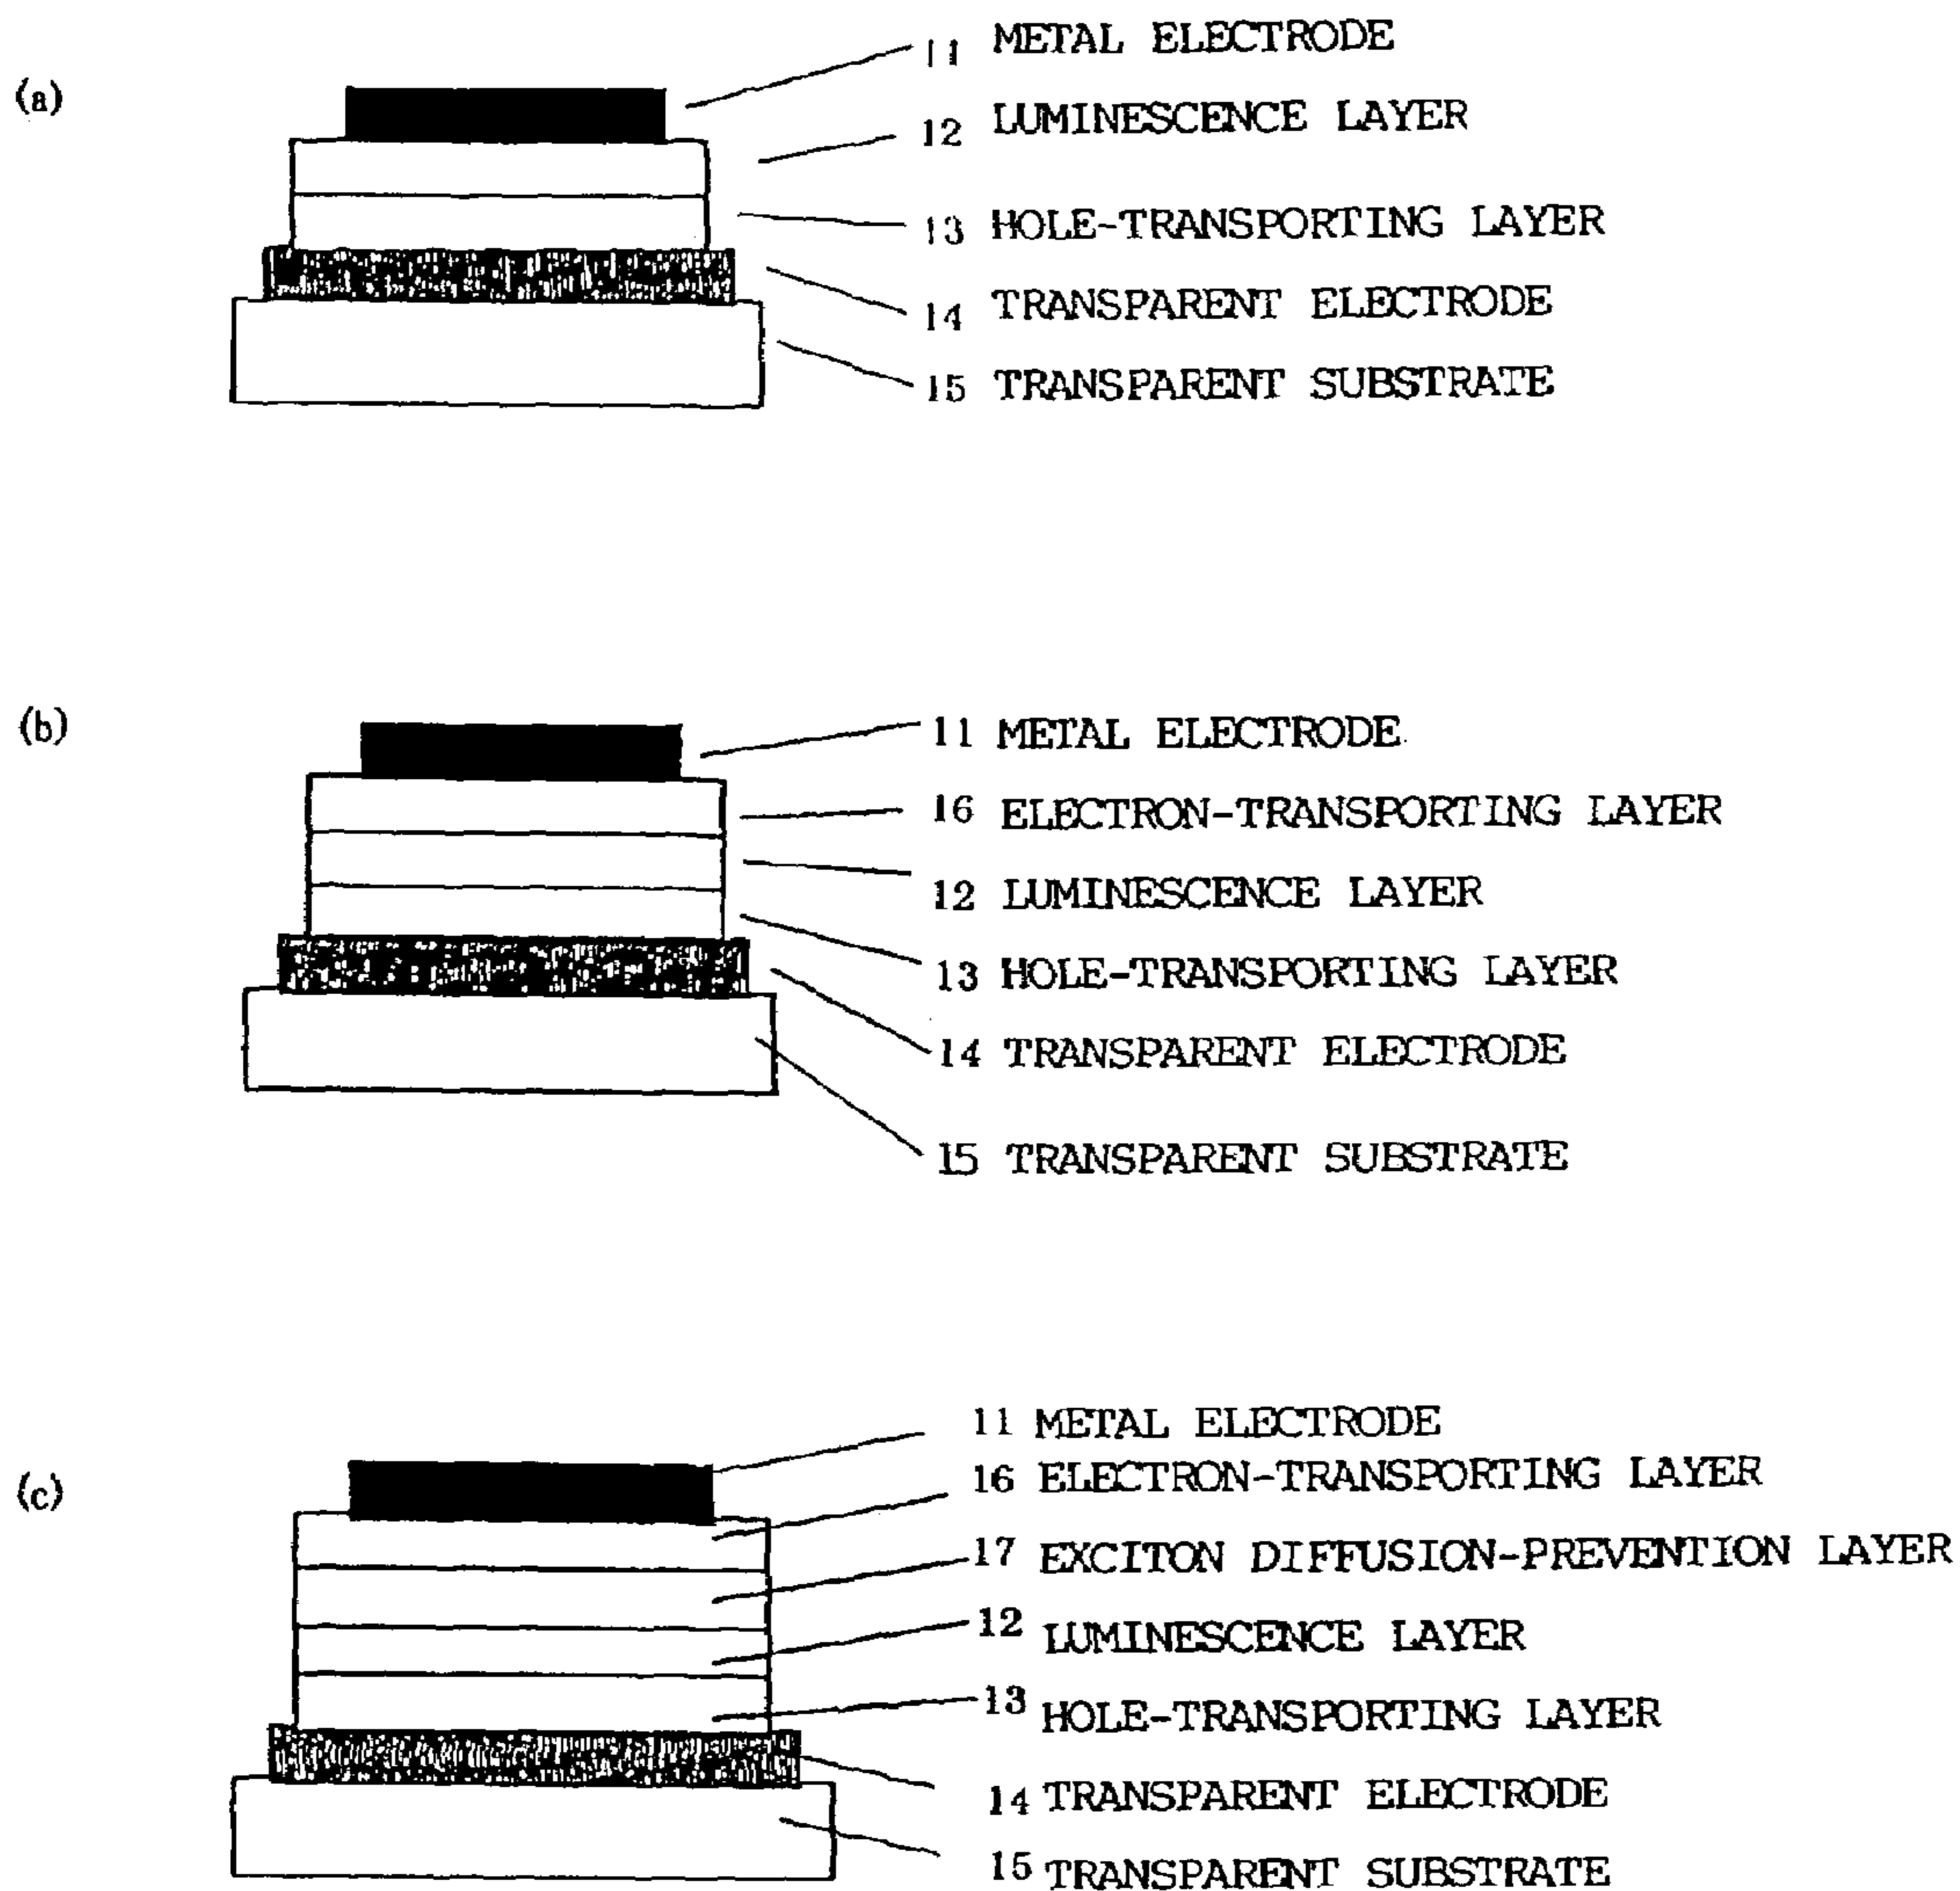 (a)
11 METAL ELECTRODE
12 LUMINESCENCE LAYER
13 HOLE-TRANSPORTING LAYER
14 TRANSPARENT ELECTRODE
15 TRANSPARENT SUBSTRATE
(b)
11 METAL ELECTRODE
16 ELECTRON-TRANSPORTING LAYER
12 LUMINESCENCE LAYER
13 HOLE-TRANSPORTING LAYER
14 TRANSPARENT ELECTRODE
15 TRANSPARENT SUBSTRATE
(c)
11 METAL ELECTRODE
16 ELECTRON-TRANSPORTING LAYER
17 EXCITON DIFFUSION-PREVENTION LAYER
12 LUMINESCENCE LAYER
13 HOLE-TRANSPORTING LAYER
14 TRANSPARENT ELECTRODE
15 TRANSPARENT SUBSTRATE